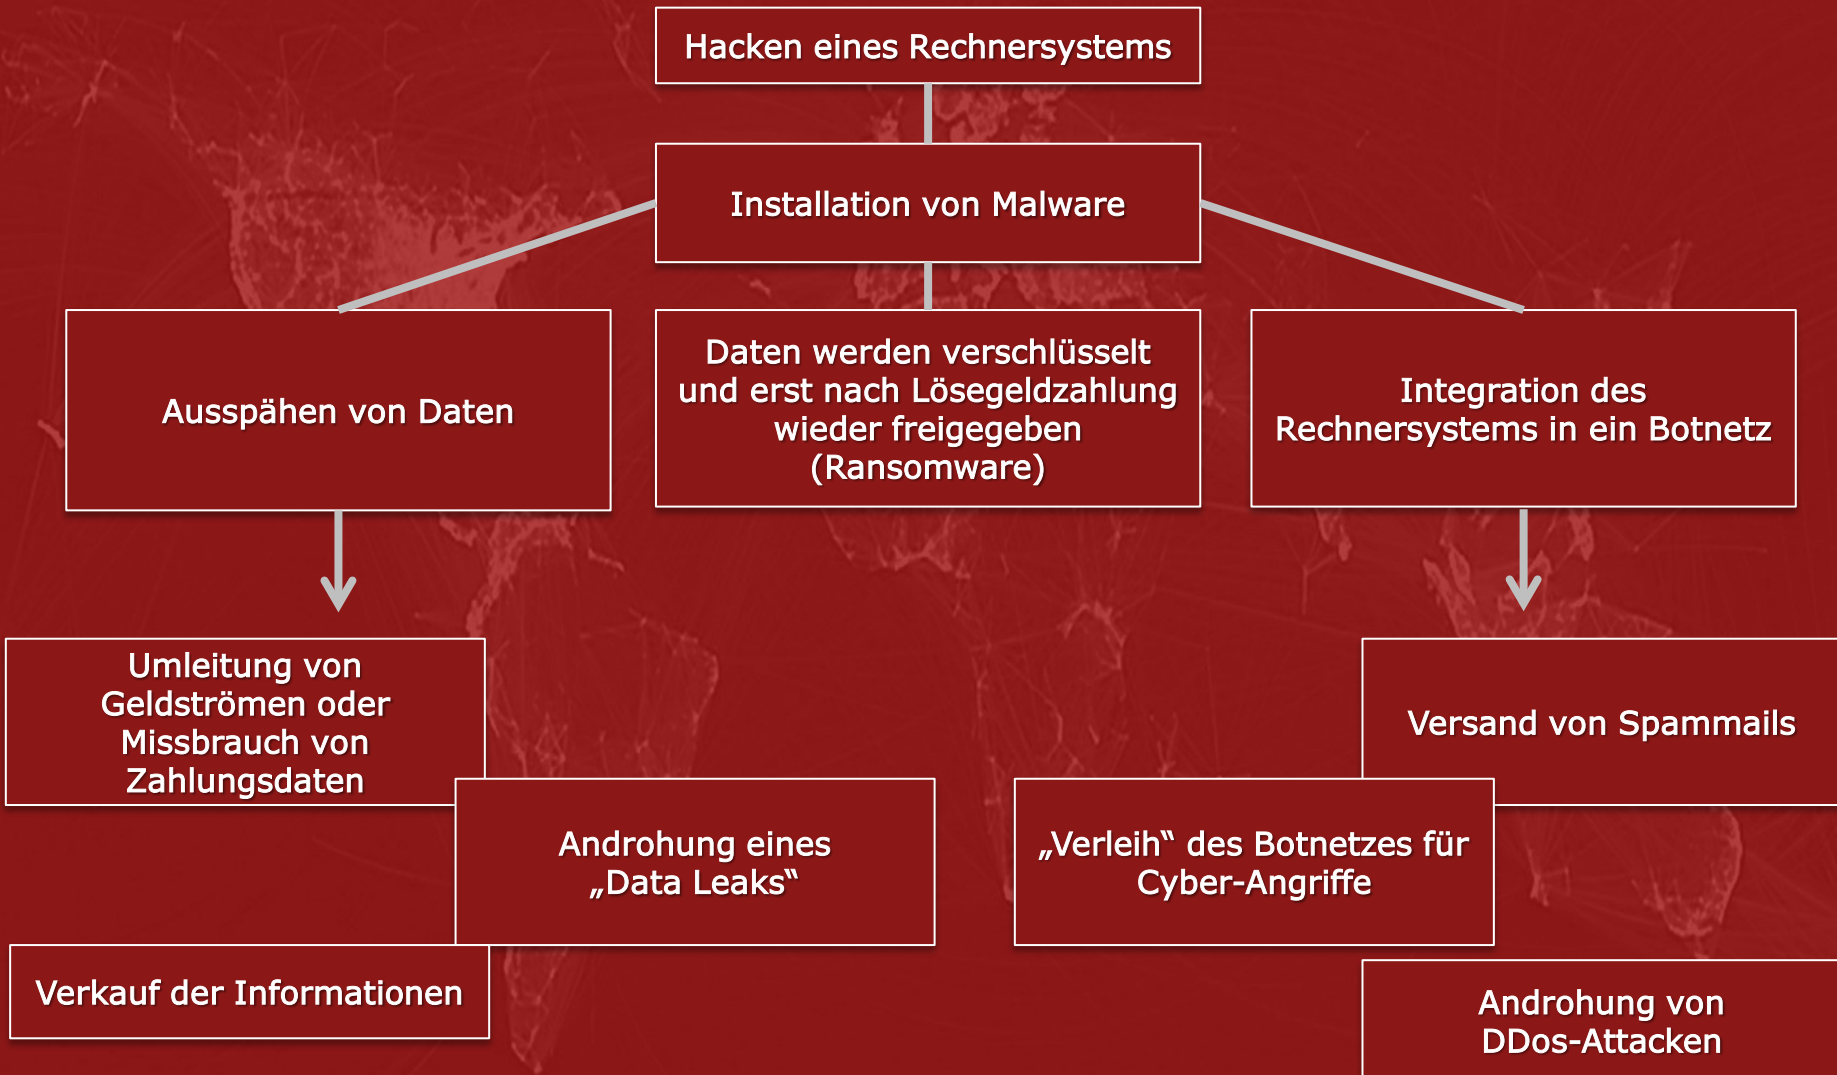 Hacken eines Rechnersystems
Installation von Malware
Ausspähen von Daten
Daten werden verschlüsselt
und erst nach Lösegeldzahlung
wieder freigegeben
(Ransomware)
Integration des
Rechnersystems in ein Botnetz
Umleitung von
Geldströmen oder
Missbrauch von
Zahlungsdaten
Androhung eines
„Data Leaks“
Verkauf der Informationen
Versand von Spammails
„Verleih“ des Botnetzes für
Cyber-Angriffe
Androhung von
DDos-Attacken